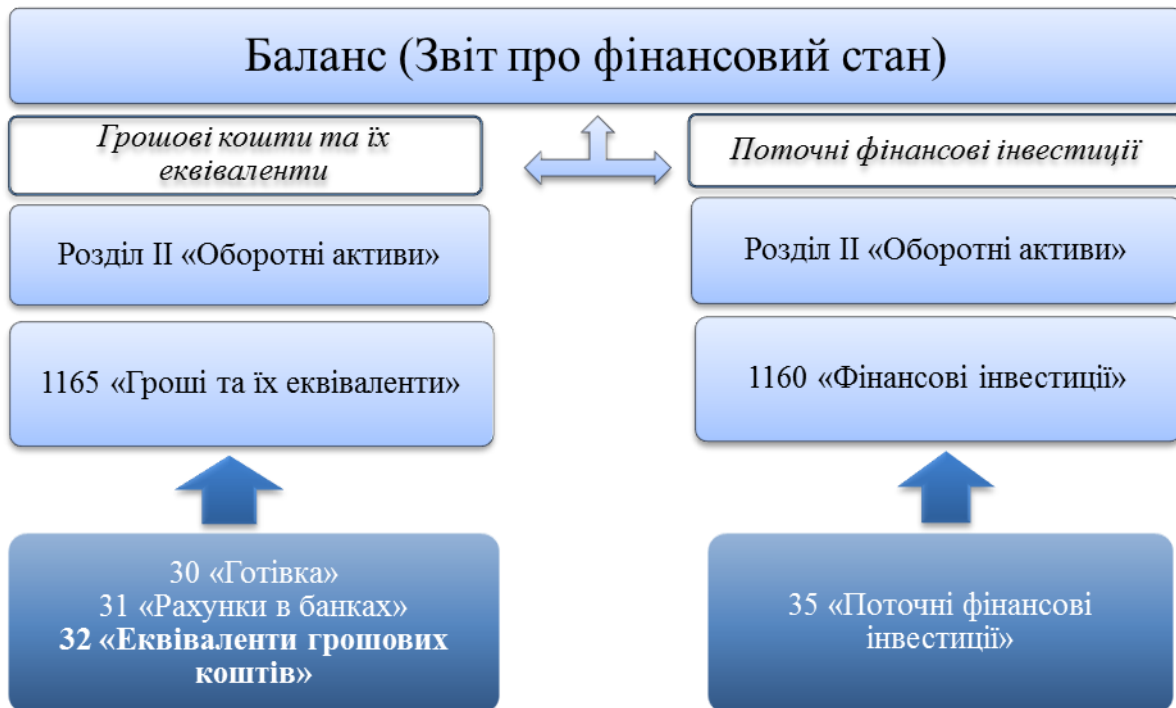 Баланс (Звіт про фінансовий стан)
Грошові кошти та їх
еквіваленти
Розділ II «Оборотні активи»
1165 «Гроші та їх еквіваленти»
30 «Готівка»
31 «Рахунки в банках»
32 «Еквіваленти грошових
коштів»
Поточні фінансові інвестиції
Розділ II «Оборотні активи»
1160 «Фінансові інвестиції»
35 «Поточні фінансові
інвестиції»